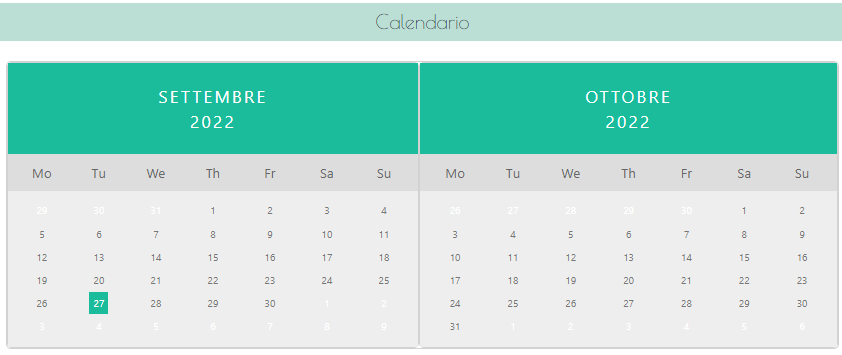 Calendario
SETTEMBRE
2022
Mo Tu We Th Fr Sa Su
29 30 31 1 2 3 4
5 6 7 8 9 10 11
12 13 14 15 16 17 18
19 20 21 22 23 24 25
26 27 28 29 30 1 2
3 4 5 6 7 8 9
OTTOBRE
2022
Mo Tu We Th Fr Sa Su
26 27 28 29 30 1 2
3 4 5 6 7 8 9
10 11 12 13 14 15 16
17 18 19 20 21 22 23
24 25 26 27 28 29 30
31 1 2 3 4 5 6